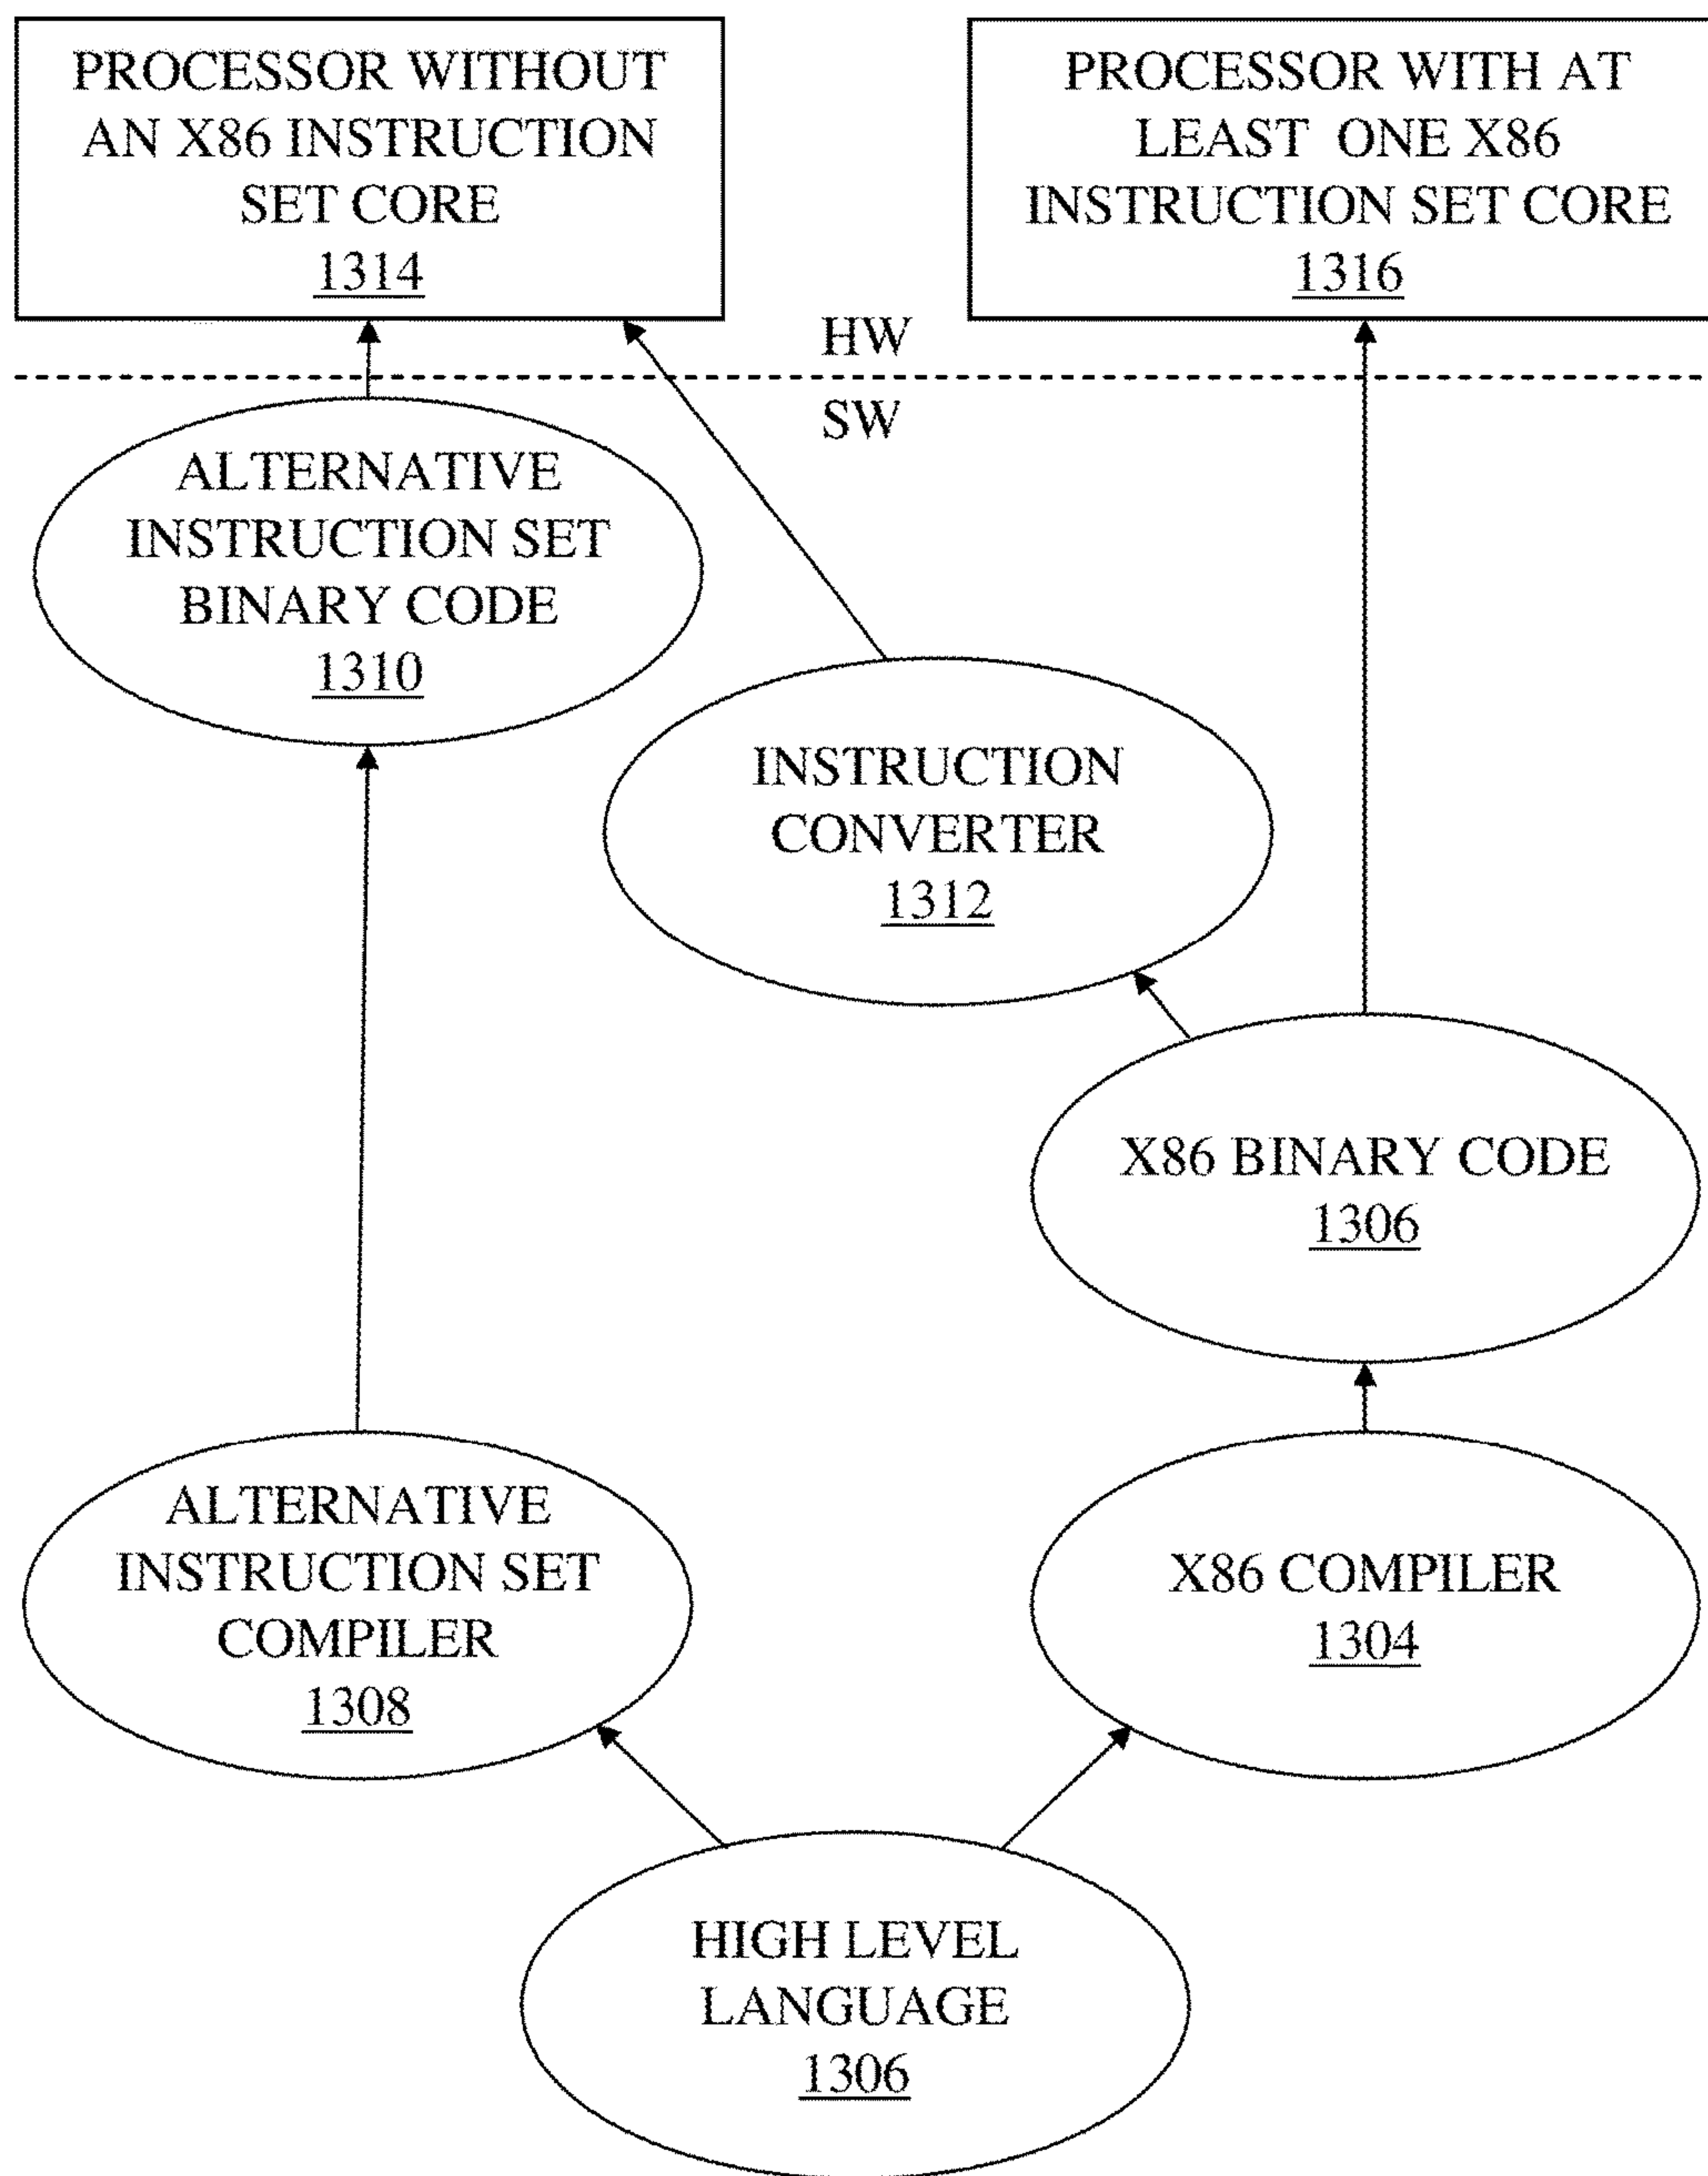 PROCESSOR WITHOUT
AN X86 INSTRUCTION
SET CORE
1314
PROCESSOR WITH AT
LEAST ONE X86
INSTRUCTION SET CORE
1316
HW
SW
ALTERNATIVE
INSTRUCTION SET
BINARY CODE
1310
INSTRUCTION
CONVERTER
1312
X86 BINARY CODE
1306
ALTERNATIVE
INSTRUCTION SET
COMPILER
1308
X86 COMPILER
1304
HIGH LEVEL
LANGUAGE
1306